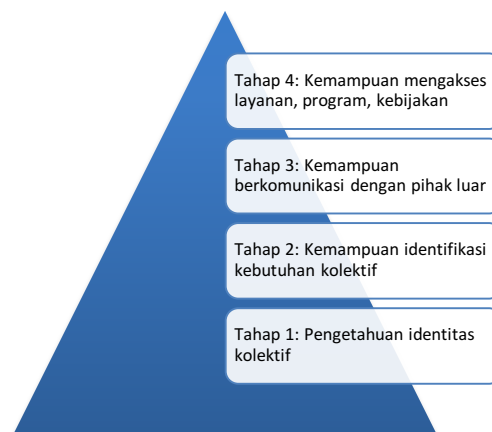 Tahap 4: Kemampuan mengakses
layanan, program, kebijakan
Tahap 3: Kemampuan
berkomunikasi dengan pihak luar
Tahap 2: Kemampuan identifikasi
kebutuhan kolektif
Tahap 1: Pengetahuan identitas
kolektif